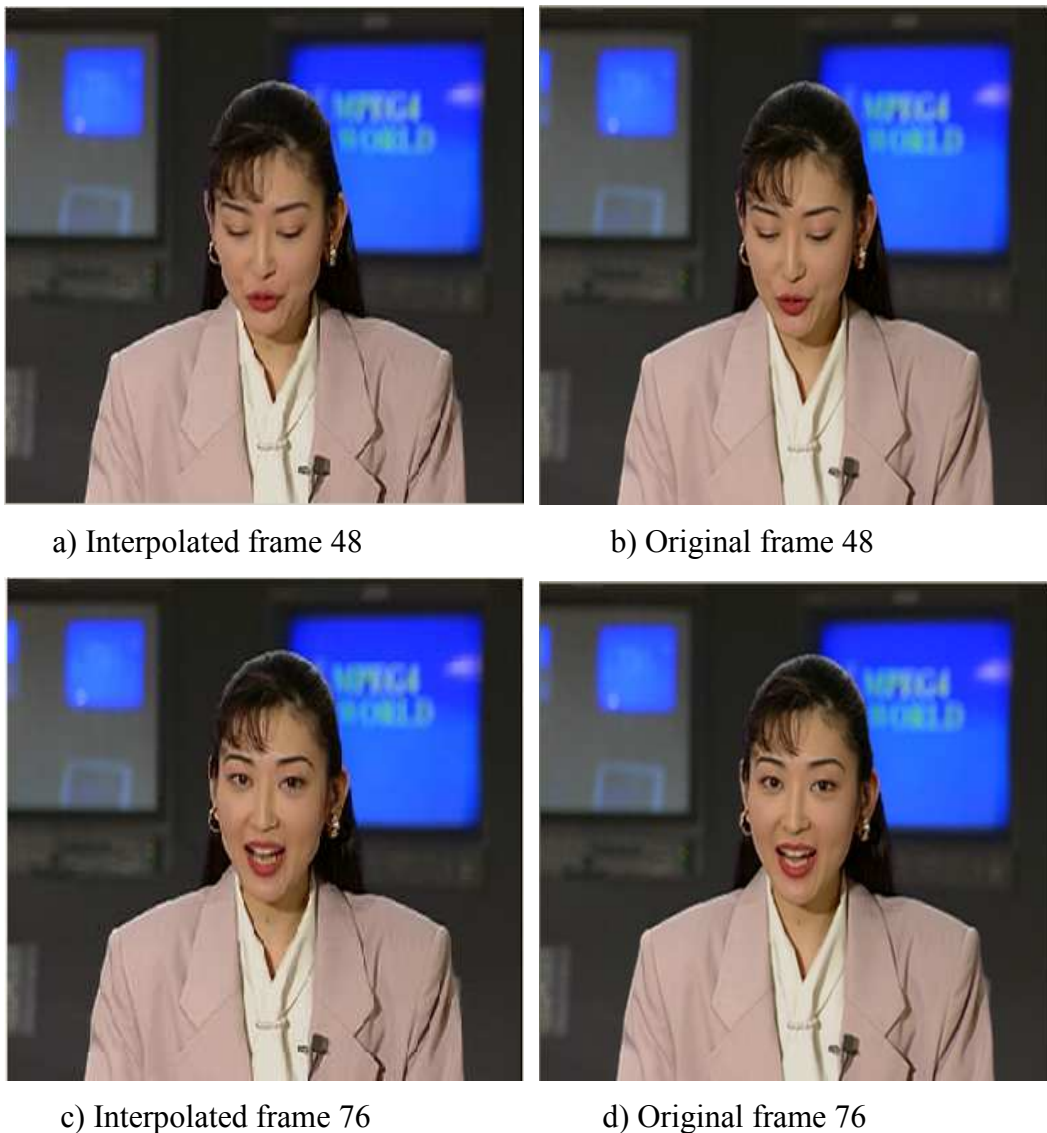 MPEG4
WORLD
MPEG4
WORLD
a) Interpolated frame 48
b) Original frame 48
MPEG4
WORLD
MPEG4
WORLD
c) Interpolated frame 76
d) Original frame 76